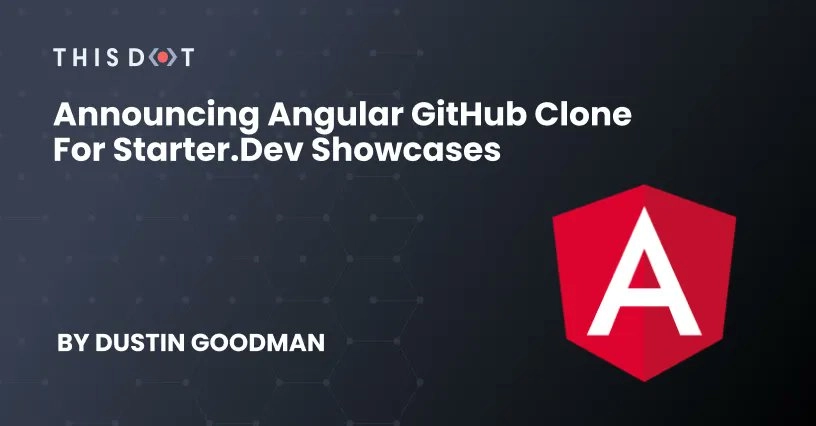 THIS DOT
Announcing Angular GitHub Clone
For Starter.Dev Showcases
A
BY DUSTIN GOODMAN